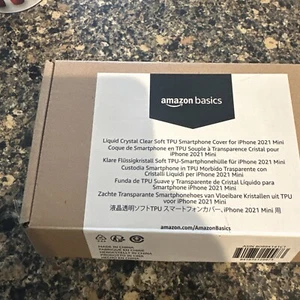 amazon basics
Liquid Crystal Clear Soft TPU Smartphone Cover for iPhone 2021 Mini
Coque de Smartphone en TPU Souple à Transparence Cristal pour
iPhone 2021 Mini
Klare Flüssigkristall Soft TPU-Smartphonehülle für iPhone 2021 Mini
Custodia Smartphone in TPU Morbido Trasparente con
Cristalli Liquidi per iPhone 2021 Mini
Funda de TPU Suave y Transparente de Cristal Líquido para
Smartphone iPhone 2021 Mini
Zachte Transparante Smartphonehoes van Vloeibare Kristallen uit TPU
voor iPhone 2021 Mini
液晶透明ソフトTPU スマートフォンカバー、iPhone 2021 Mini 用
amazon.com/AmazonBasics
MADE IN CHINA